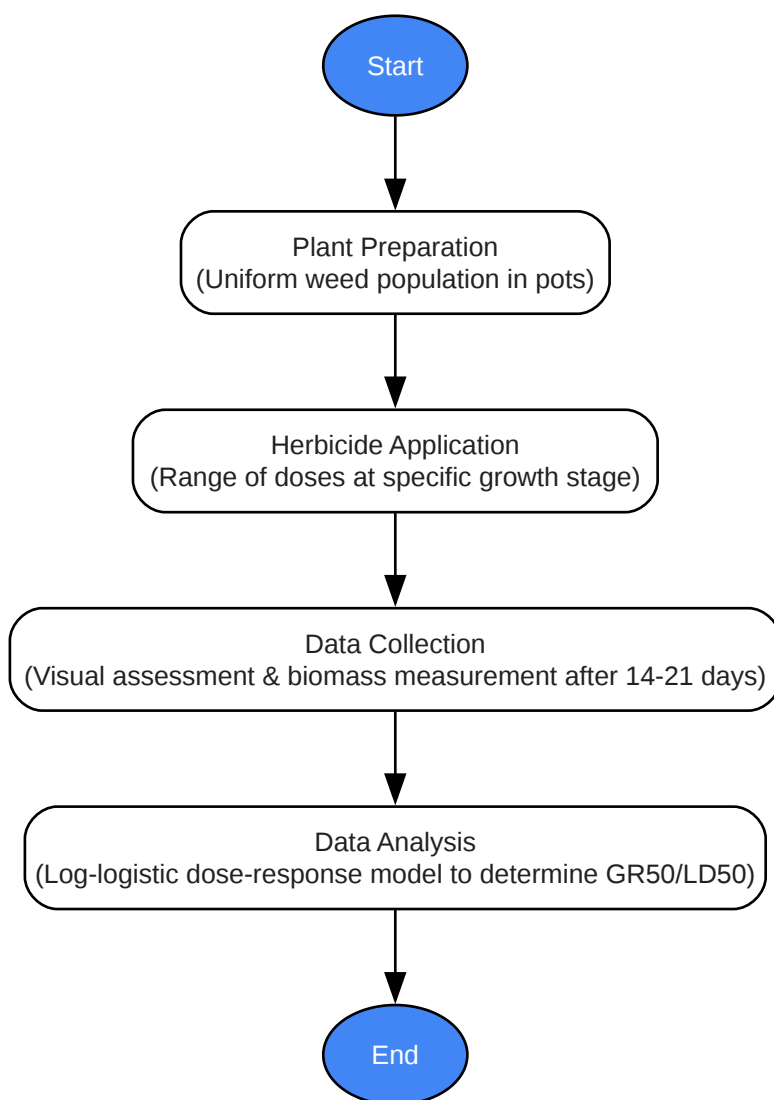 Start
Plant Preparation
(Uniform weed population in pots)
Herbicide Application
(Range of doses at specific growth stage)
Data Collection
(Visual assessment & biomass measurement after 14-21 days)
Data Analysis
(Log-logistic dose-response model to determine GR50/LD50)
End